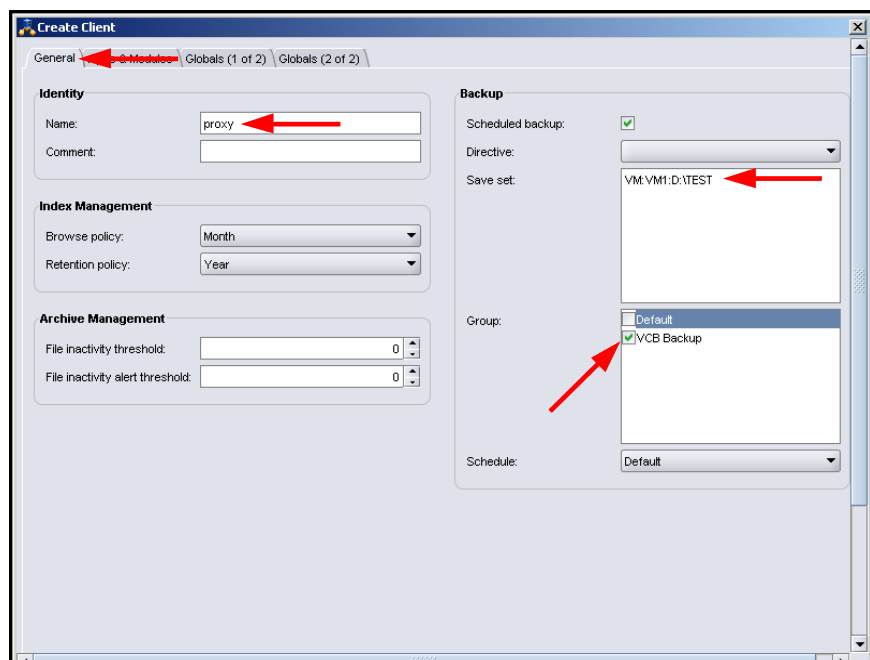 Create Client
General & Modules Globals (1 of 2) Globals (2 of 2)
Identity
Name: proxy
Comment:
Index Management
Browse policy: Month
Retention policy: Year
Archive Management
File inactivity threshold: 0
File inactivity alert threshold: 0
Backup
Scheduled backup:
Directive:
Save set: VM:VM1:D:\TEST
Group: Default
VCB Backup
Schedule: Default